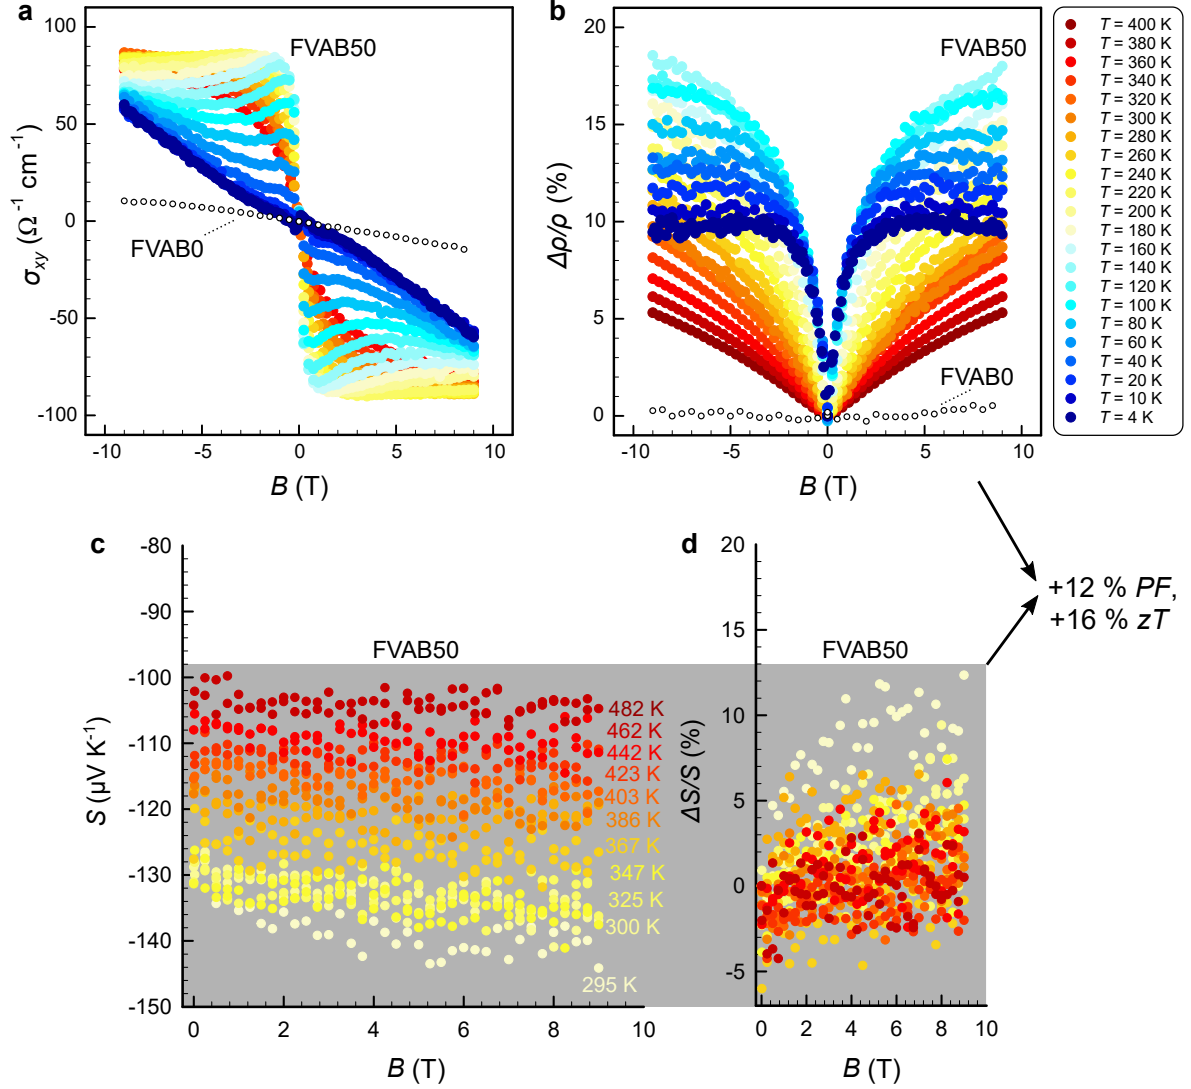 a
100
50
0
-50
-100
-10
-5
0
5
10
σxy (Ω⁻¹ cm⁻¹)
B (T)
FVAB50
FVAB0
b
20
15
10
5
0
-10
-5
0
5
10
Δρ/ρ (%)
B (T)
FVAB50
FVAB0
T = 400 K
T = 380 K
T = 360 K
T = 340 K
T = 320 K
T = 300 K
T = 280 K
T = 260 K
T = 240 K
T = 220 K
T = 200 K
T = 180 K
T = 160 K
T = 140 K
T = 120 K
T = 100 K
T = 80 K
T = 60 K
T = 40 K
T = 20 K
T = 10 K
T = 4 K
c
-80
-90
-100
-110
-120
-130
-140
-150
0
2
4
6
8
10
S (µV K⁻¹)
B (T)
FVAB50
482 K
462 K
442 K
423 K
403 K
386 K
367 K
347 K
325 K
300 K
295 K
d
20
15
10
5
0
-5
0
2
4
6
8
10
ΔS/S (%)
B (T)
FVAB50
+12 % PF,
+16 % zT